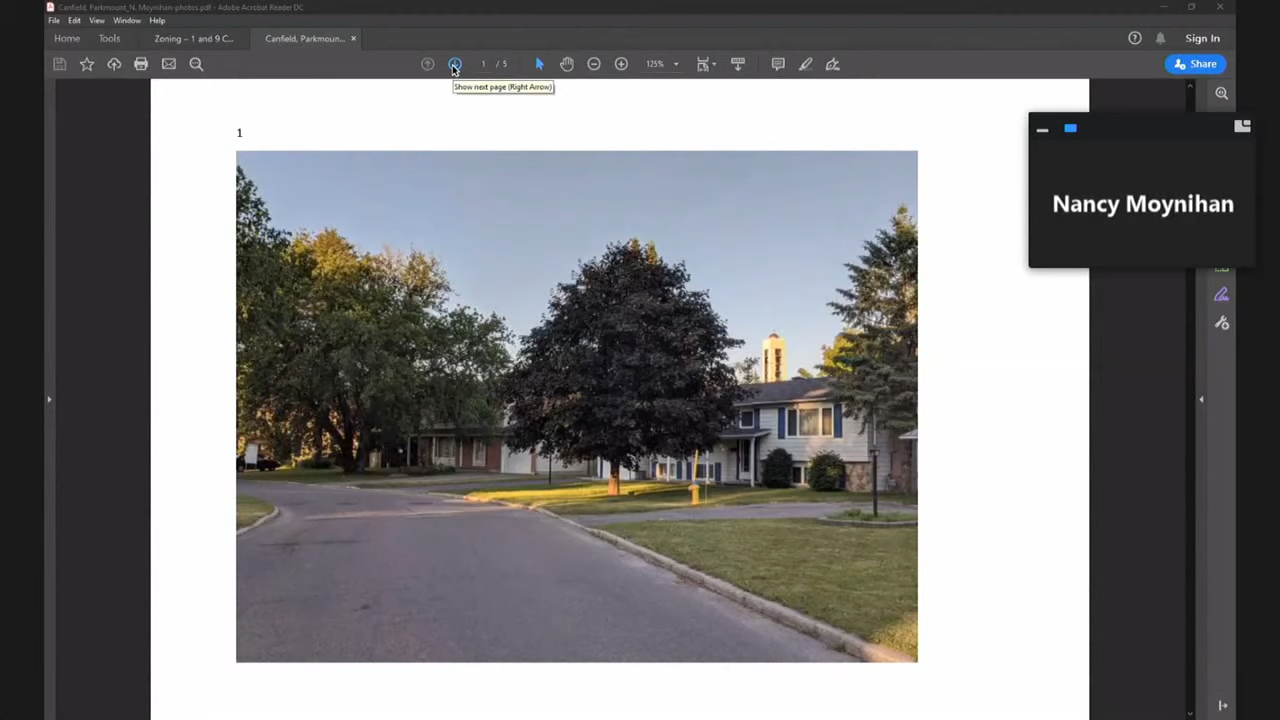 Canfield, Parkmount_N. Moynihan-photos.pdf - Adobe Acrobat Reader DC
File Edit View Window Help
Home Tools Zoning – 1 and 9 C... Canfield, Parkmoun... × Sign In
1 / 5 125% Share
Show next page (Right Arrow)
1
Nancy Moynihan